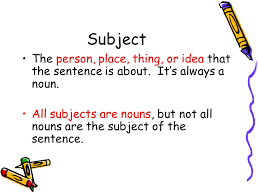 Subject
• The person, place, thing, or idea that
the sentence is about. It's always a
noun.
• All subjects are nouns, but not all
nouns are the subject of the
sentence.